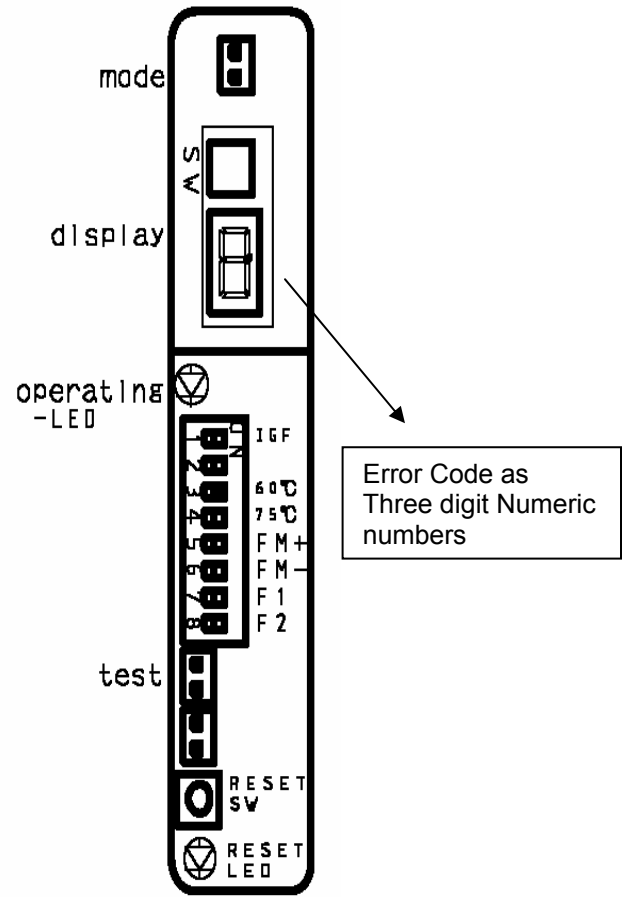 mode
SW
display
operating
-LED
ON
1 IGF
2
3 60℃
4 75℃
5 FM+
6 FM-
7 F1
8 F2
Error Code as
Three digit Numeric
numbers
test
RESET
SW
RESET
LED